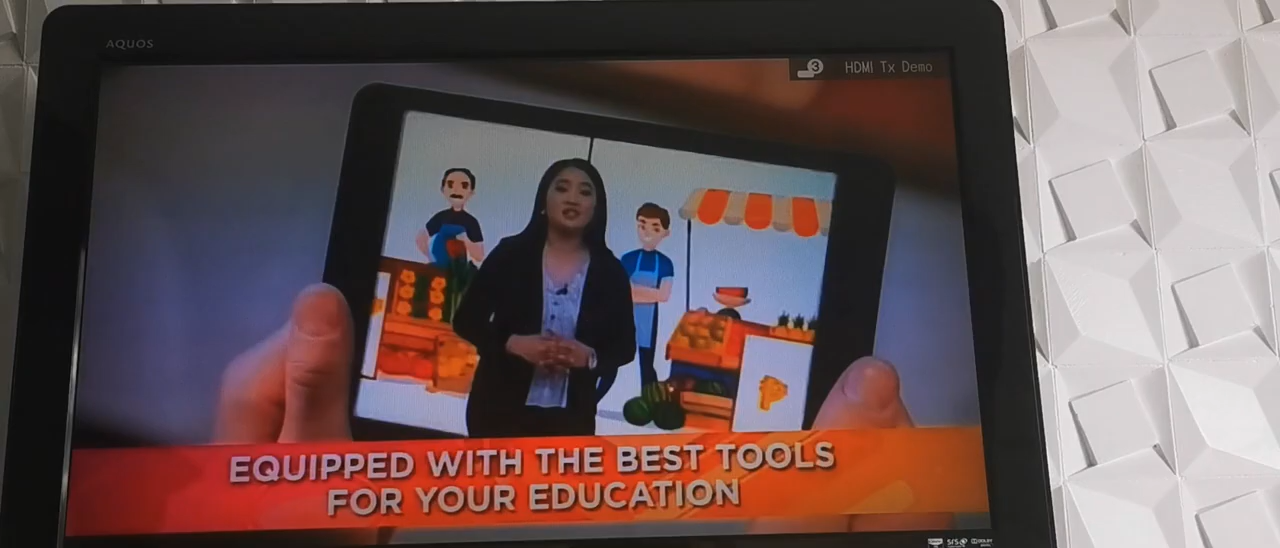 AQUOS
3 HDMI Tx Demo
EQUIPPED WITH THE BEST TOOLS
FOR YOUR EDUCATION